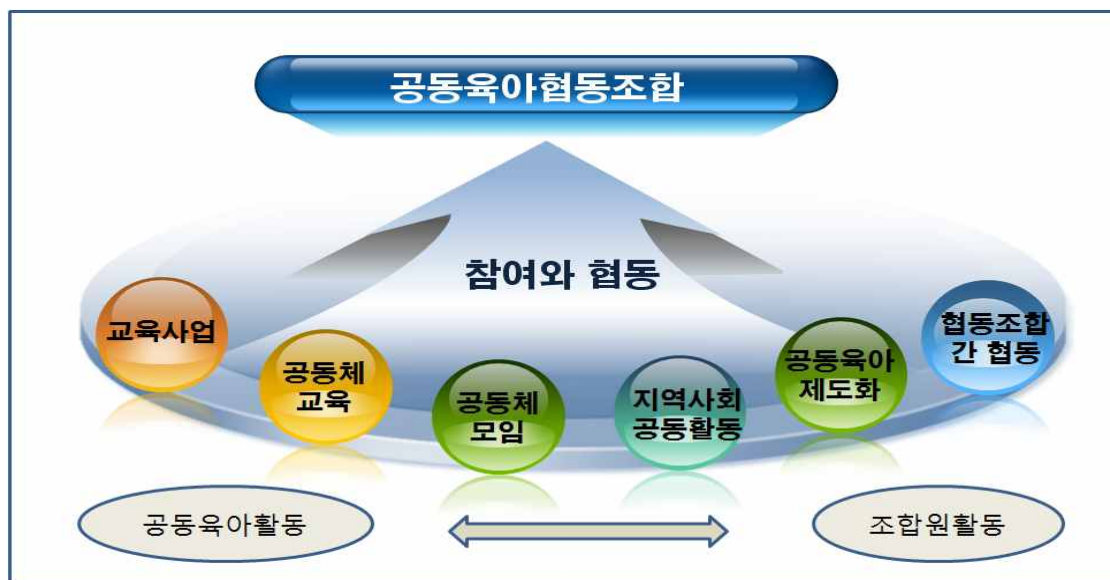 공동육아협동조합
참여와 협동
교육사업
공동체
교육
공동체
모임
지역사회
공동활동
공동육아
제도화
협동조합
간 협동
공동육아활동
조합원활동